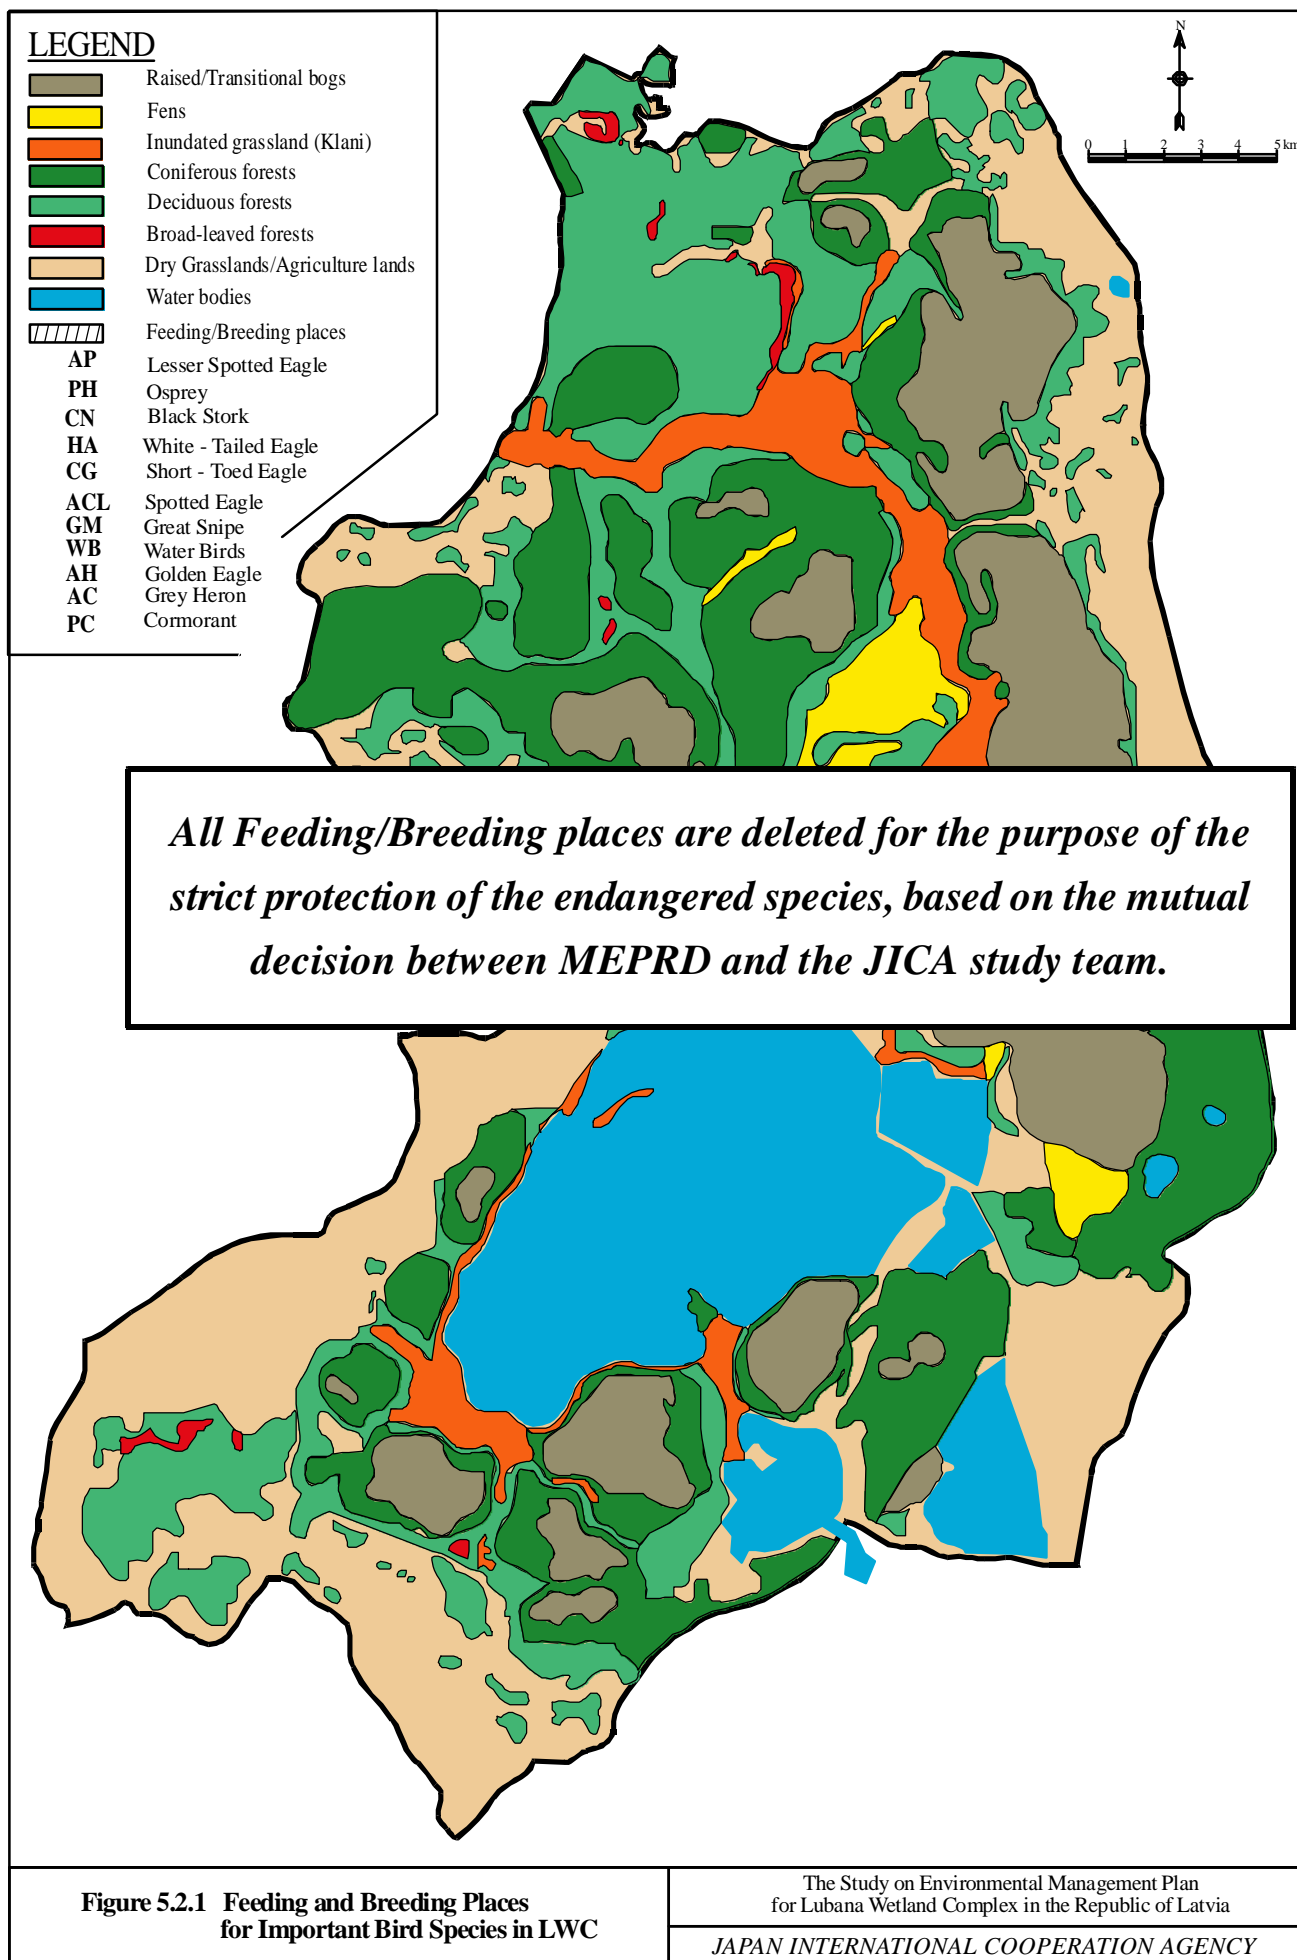 LEGEND
Raised/Transitional bogs
Fens
Inundated grassland (Klani)
Coniferous forests
Deciduous forests
Broad-leaved forests
Dry Grasslands/Agriculture lands
Water bodies
Feeding/Breeding places
AP Lesser Spotted Eagle
PH Osprey
CN Black Stork
HA White - Tailed Eagle
CG Short - Toed Eagle
ACL Spotted Eagle
GM Great Snipe
WB Water Birds
AH Golden Eagle
AC Grey Heron
PC Cormorant
N
0 1 2 3 4 5 km
All Feeding/Breeding places are deleted for the purpose of the
strict protection of the endangered species, based on the mutual
decision between MEPRD and the JICA study team.
Figure 5.2.1 Feeding and Breeding Places
for Important Bird Species in LWC
The Study on Environmental Management Plan
for Lubana Wetland Complex in the Republic of Latvia
JAPAN INTERNATIONAL COOPERATION AGENCY